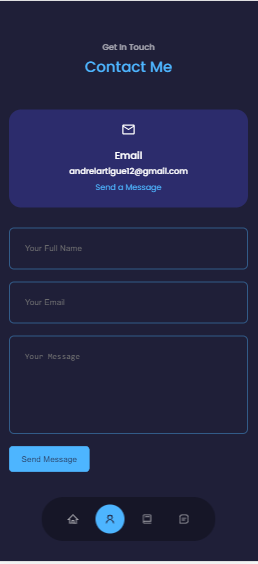 Get In Touch
Contact Me
Email
andrelartigue12@gmail.com
Send a Message
Your Full Name
Your Email
Your Message
Send Message